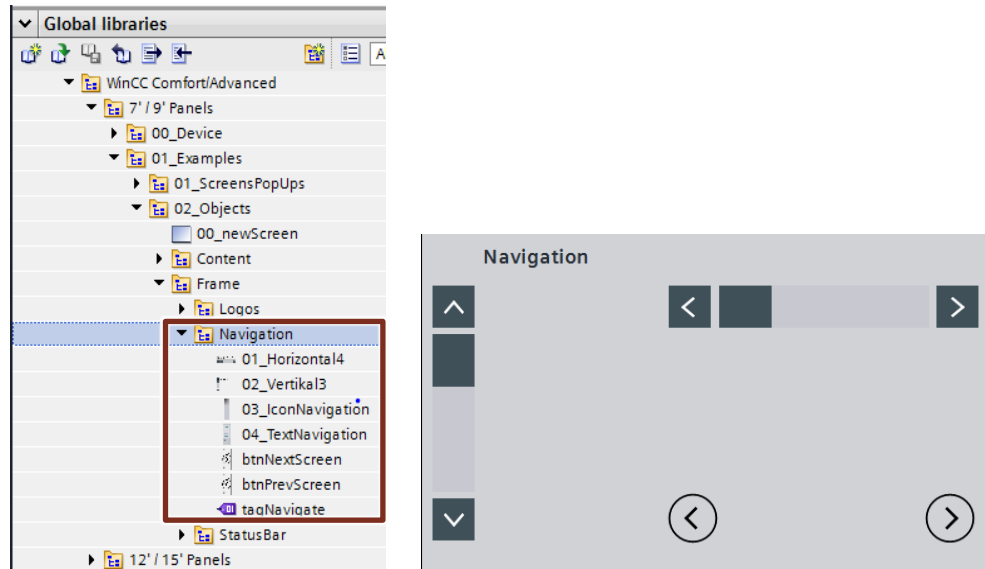 Global libraries
A
WinCC Comfort/Advanced
7' / 9' Panels
00_Device
01_Examples
01_ScreensPopUps
02_Objects
00_newScreen
Content
Frame
Logos
Navigation
01_Horizontal4
02_Vertikal3
03_IconNavigation
04_TextNavigation
btnNextScreen
btnPrevScreen
tagNavigate
StatusBar
12' / 15' Panels
Navigation